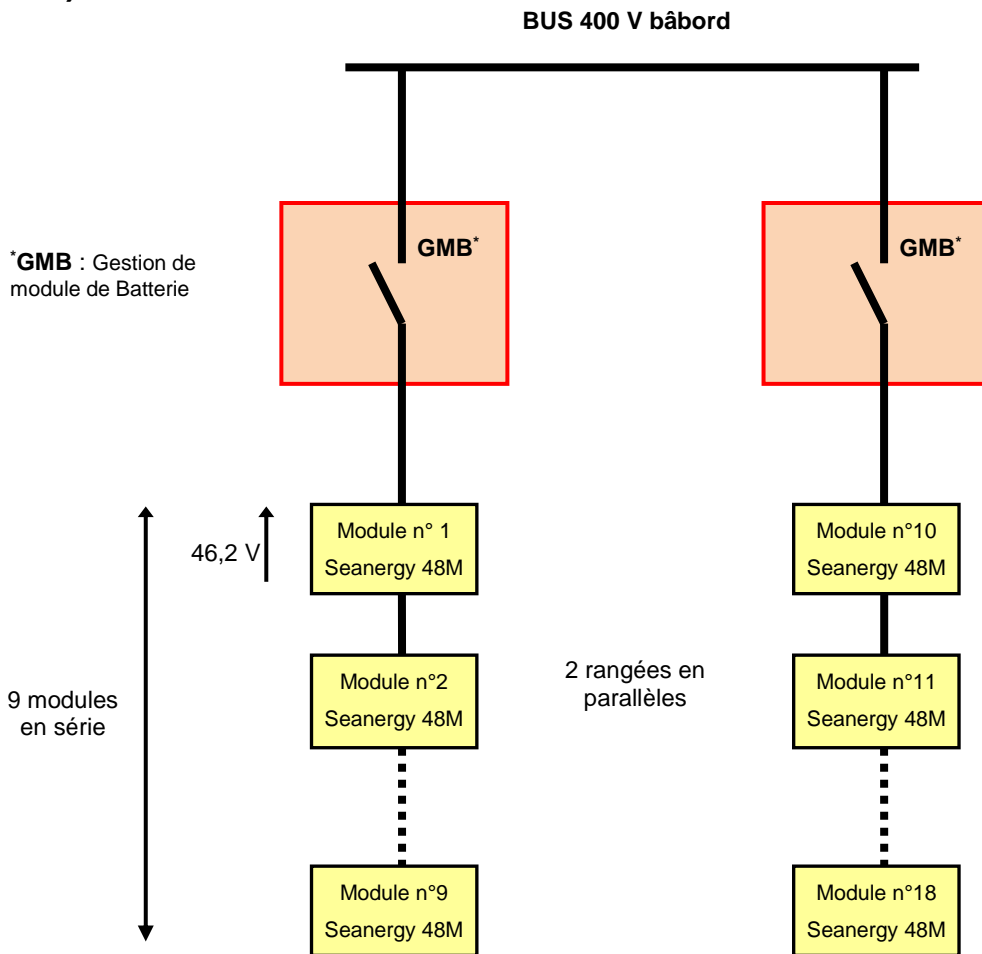 BUS 400 V bâbord
GMB*
GMB*
*GMB : Gestion de
module de Batterie
Module n° 1
Seanergy 48M
Module n°10
Seanergy 48M
46,2 V
9 modules
en série
Module n°2
Seanergy 48M
2 rangées en
parallèles
Module n°11
Seanergy 48M
Module n°9
Seanergy 48M
Module n°18
Seanergy 48M